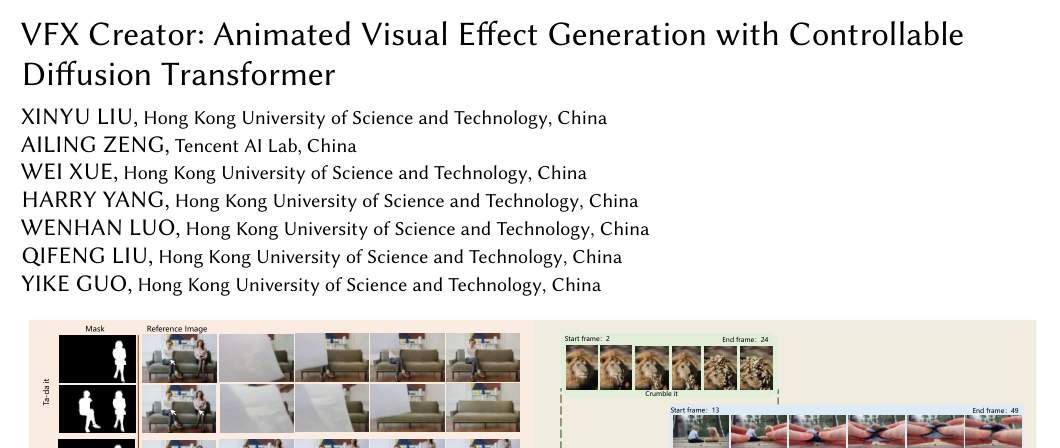 VFX Creator: Animated Visual Effect Generation with Controllable
Diffusion Transformer
XINYU LIU, Hong Kong University of Science and Technology, China
AILING ZENG, Tencent AI Lab, China
WEI XUE, Hong Kong University of Science and Technology, China
HARRY YANG, Hong Kong University of Science and Technology, China
WENHAN LUO, Hong Kong University of Science and Technology, China
QIFENG LIU, Hong Kong University of Science and Technology, China
YIKE GUO, Hong Kong University of Science and Technology, China
Mask
Reference Image
Ta-da it
Start frame: 2
End frame: 24
Crumble it
Start frame: 13
End frame: 49